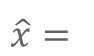 x̂ =